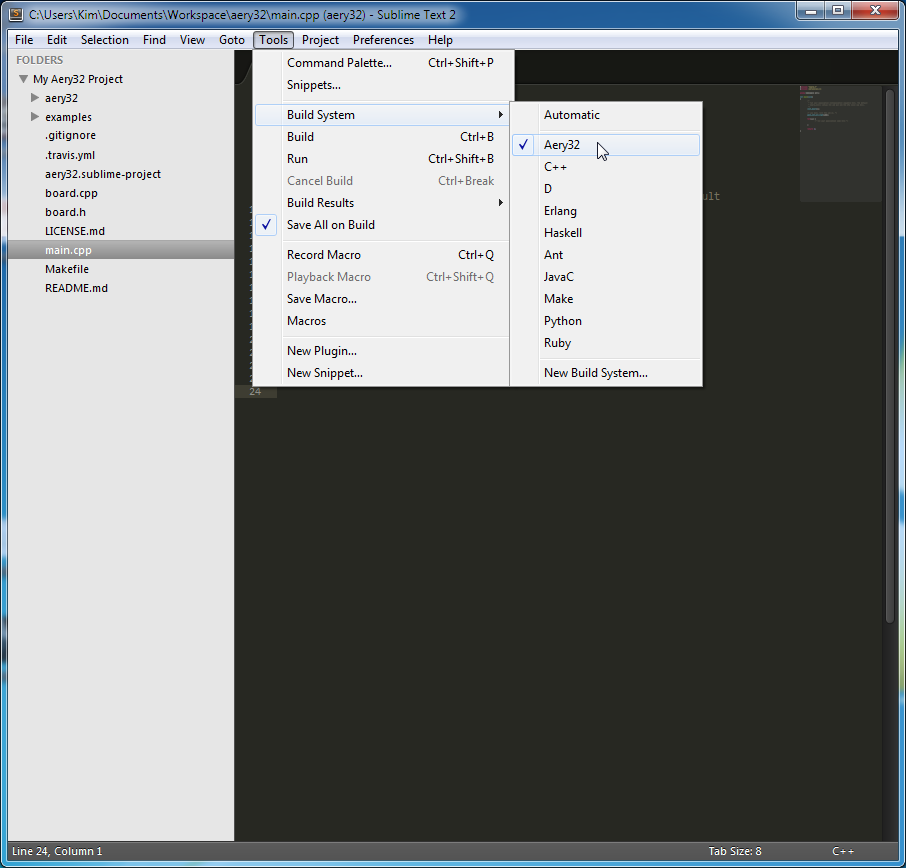 C:\Users\Kim\Documents\Workspace\aery32\main.cpp (aery32) - Sublime Text 2
File Edit Selection Find View Goto Tools Project Preferences Help
FOLDERS
My Aery32 Project
aery32
examples
.gitignore
.travis.yml
aery32.sublime-project
board.cpp
board.h
LICENSE.md
main.cpp
Makefile
README.md
Command Palette... Ctrl+Shift+P
Snippets...
Build System
Build Ctrl+B
Run Ctrl+Shift+B
Cancel Build Ctrl+Break
Build Results
Save All on Build
Record Macro Ctrl+Q
Playback Macro Ctrl+Shift+Q
Save Macro...
Macros
New Plugin...
New Snippet...
Automatic
Aery32
C++
D
Erlang
Haskell
Ant
JavaC
Make
Python
Ruby
New Build System...
ult
24
Line 24, Column 1 Tab Size: 8 C++